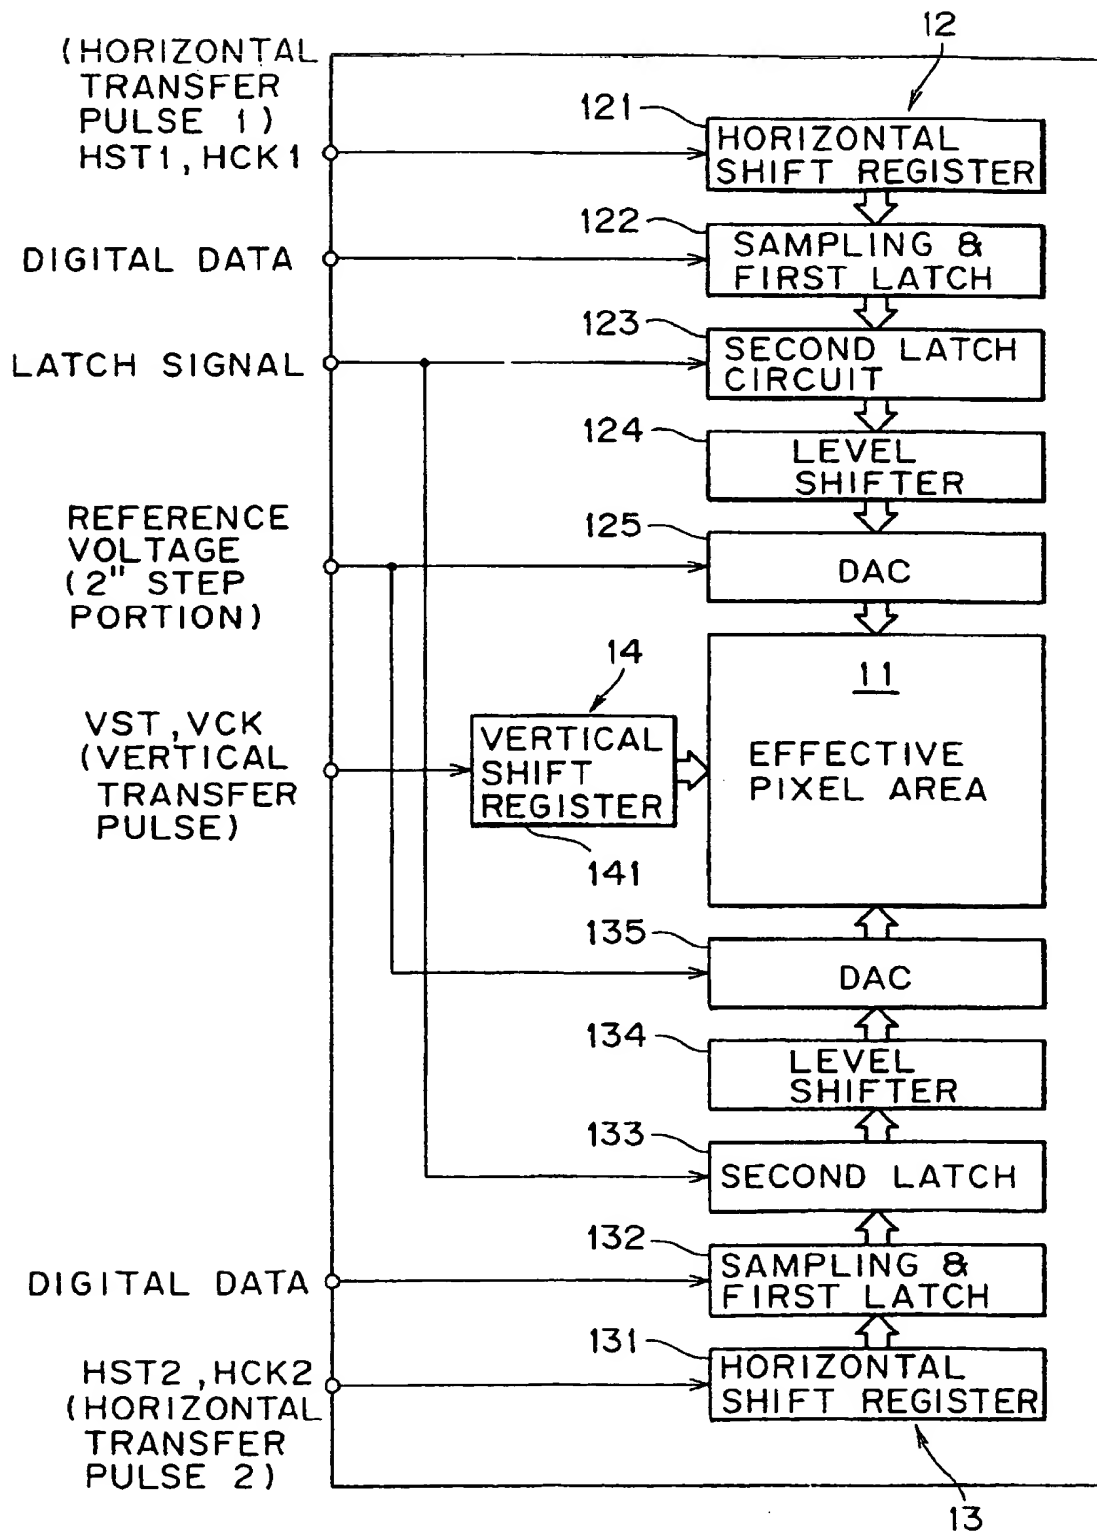 12
(HORIZONTAL
TRANSFER
PULSE 1)
HST1, HCK1
121
HORIZONTAL
SHIFT REGISTER
122
DIGITAL DATA
SAMPLING &
FIRST LATCH
123
LATCH SIGNAL
SECOND LATCH
CIRCUIT
124
LEVEL
SHIFTER
REFERENCE
VOLTAGE
(2" STEP
PORTION)
125
DAC
14
11
VST, VCK
(VERTICAL
TRANSFER
PULSE)
VERTICAL
SHIFT
REGISTER
EFFECTIVE
PIXEL AREA
141
135
DAC
134
LEVEL
SHIFTER
133
SECOND LATCH
132
DIGITAL DATA
SAMPLING &
FIRST LATCH
131
HST2, HCK2
(HORIZONTAL
TRANSFER
PULSE 2)
HORIZONTAL
SHIFT REGISTER
13